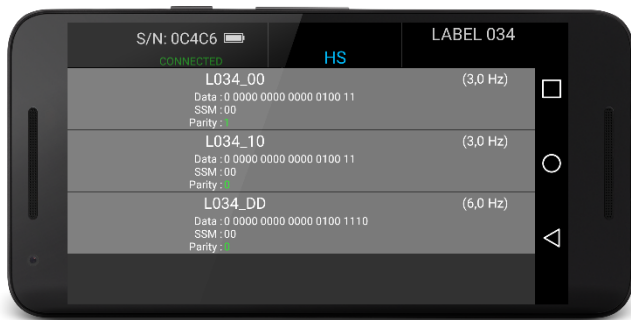 S/N: 0C4C6
LABEL 034
CONNECTED
HS
L034_00 (3,0 Hz)
Data : 0 0000 0000 0000 0100 11
SSM : 00
Parity : 1
L034_10 (3,0 Hz)
Data : 0 0000 0000 0000 0100 11
SSM : 00
Parity : 0
L034_DD (6,0 Hz)
Data : 0 0000 0000 0000 0100 1110
SSM : 00
Parity : 0